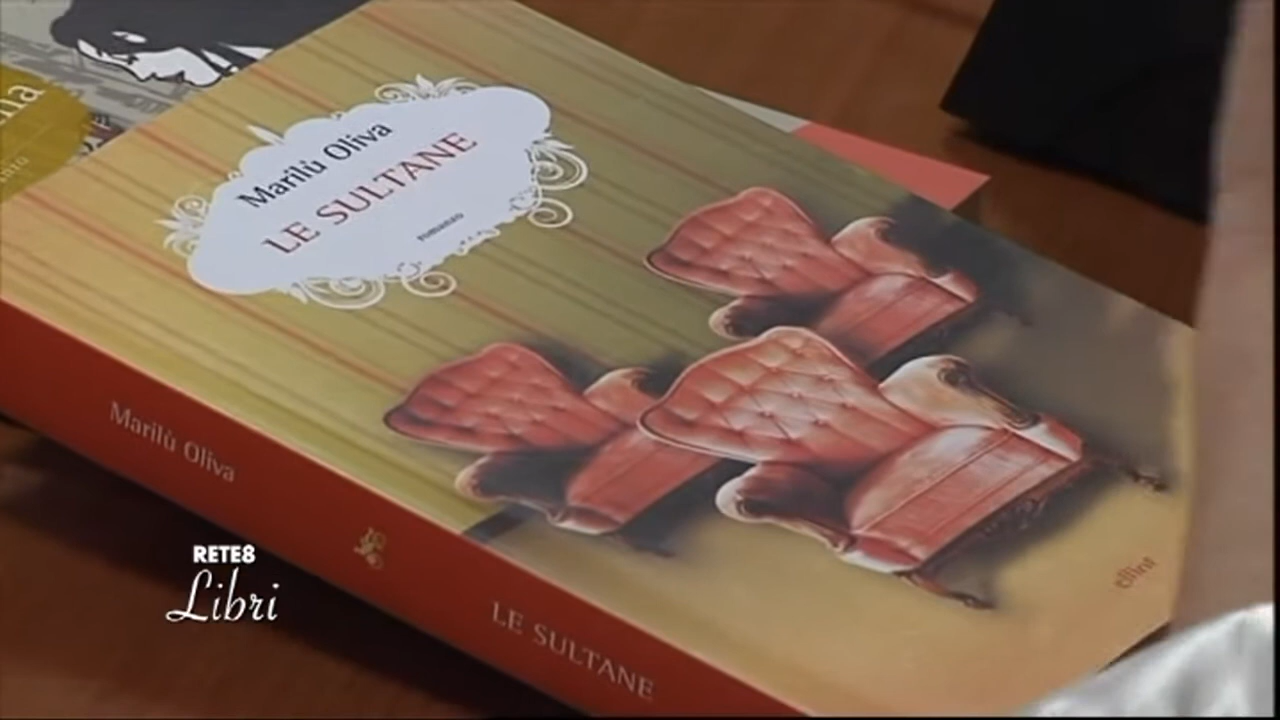 Marilù Oliva
LE SULTANE
romanzo
elliot
Marilù Oliva
LE SULTANE
RETE8
Libri